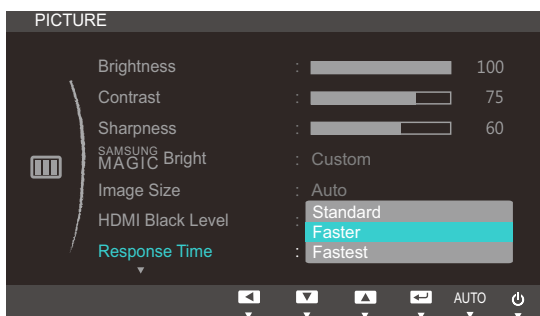 PICTURE
Brightness : 100
Contrast : 75
Sharpness : 60
SAMSUNG
MAGIC Bright : Custom
Image Size : Auto
HDMI Black Level :
Standard
Faster
Response Time : Fastest
AUTO